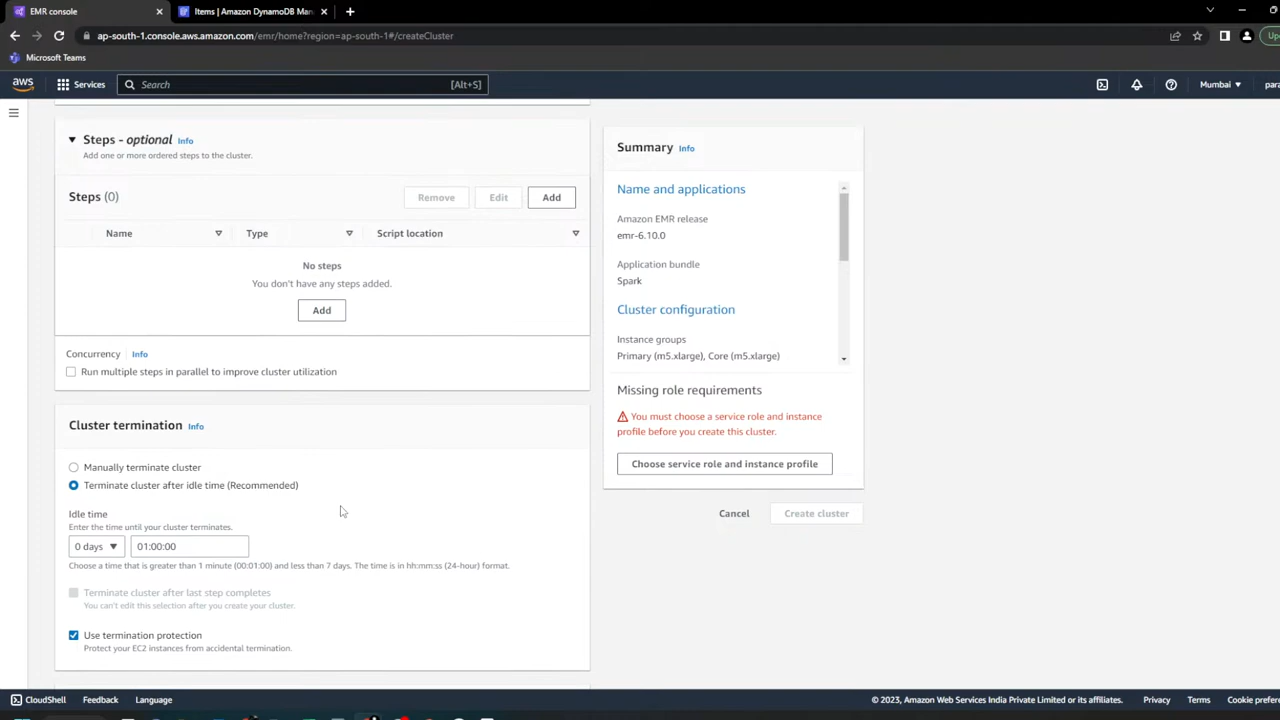 EMR console
Items | Amazon DynamoDB Man
ap-south-1.console.aws.amazon.com/emr/home?region=ap-south-1#/createCluster
Microsoft Teams
aws
Services
Search
[Alt+S]
Mumbai
Steps - optional Info
Add one or more ordered steps to the cluster.
Steps (0)
Remove
Edit
Add
Name
Type
Script location
No steps
You don't have any steps added.
Add
Concurrency
Info
Run multiple steps in parallel to improve cluster utilization
Cluster termination Info
Manually terminate cluster
Terminate cluster after idle time (Recommended)
Idle time
Enter the time until your cluster terminates.
0 days
01:00:00
Choose a time that is greater than 1 minute (00:01:00) and less than 7 days. The time is in hh:mm:ss (24-hour) format.
Terminate cluster after last step completes
You can't edit this selection after you create your cluster.
Use termination protection
Protect your EC2 instances from accidental termination.
Summary Info
Name and applications
Amazon EMR release
emr-6.10.0
Application bundle
Spark
Cluster configuration
Instance groups
Primary (m5.xlarge), Core (m5.xlarge)
Missing role requirements
You must choose a service role and instance
profile before you create this cluster.
Choose service role and instance profile
Cancel
Create cluster
CloudShell
Feedback
Language
© 2023, Amazon Web Services India Private Limited or its affiliates.
Privacy
Terms
Cookie prefere